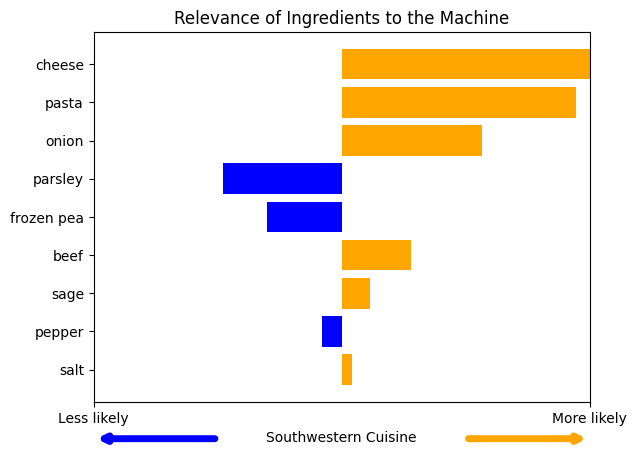 Relevance of Ingredients to the Machine
cheese
pasta
onion
parsley
frozen pea
beef
sage
pepper
salt
Less likely
More likely
Southwestern Cuisine